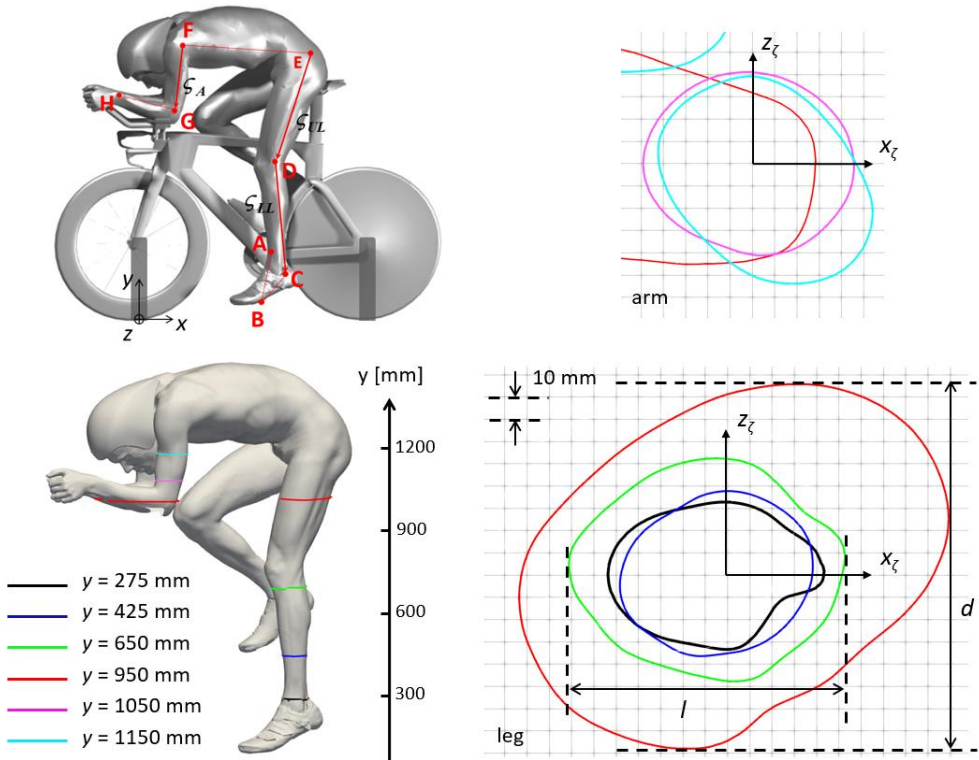 F
E
H
G
ς_A
ς_UL
D
ς_LL
A
C
B
y
z
x
z_ζ
x_ζ
arm
y [mm]
1200
900
600
300
y = 275 mm
y = 425 mm
y = 650 mm
y = 950 mm
y = 1050 mm
y = 1150 mm
10 mm
z_ζ
x_ζ
d
l
leg